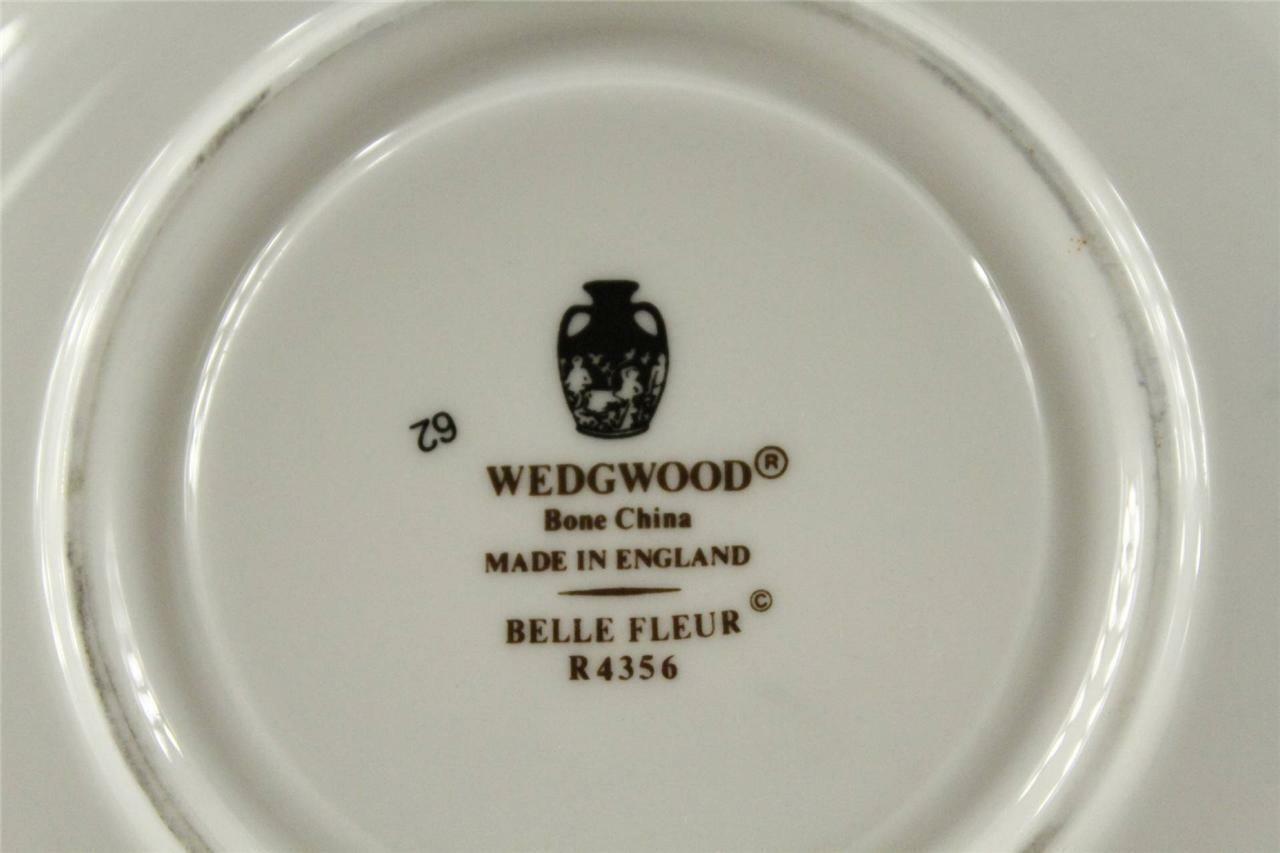 62
WEDGWOOD®
Bone China
MADE IN ENGLAND
BELLE FLEUR©
R4356